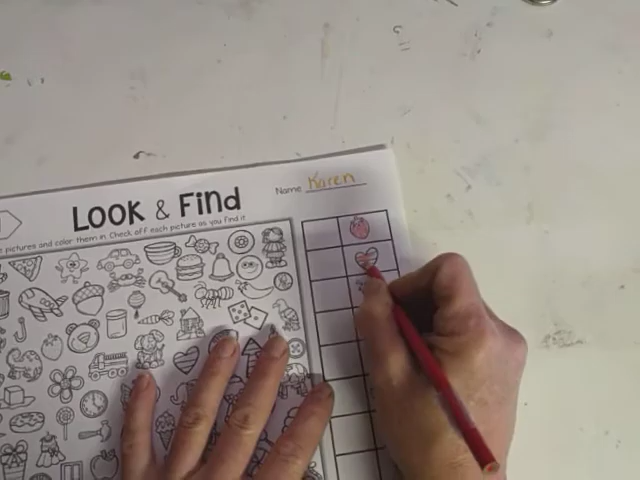 Name Karen
Look & Find
pictures and color them in. Check off each picture as you find it.